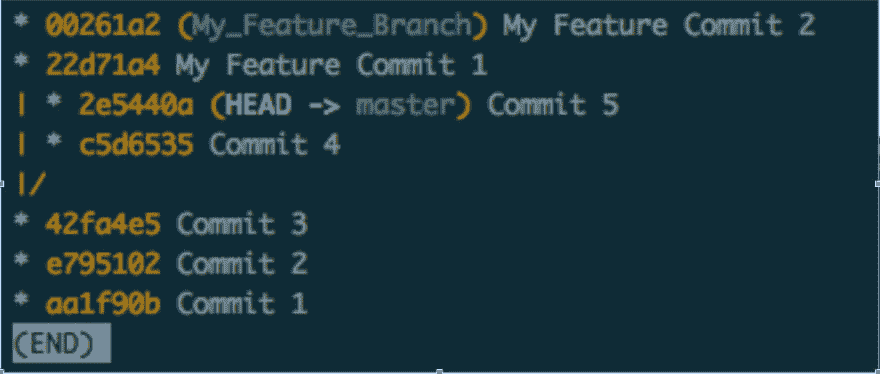 * 00261a2 (My_Feature_Branch) My Feature Commit 2
* 22d71a4 My Feature Commit 1
| * 2e5440a (HEAD -> master) Commit 5
| * c5d6535 Commit 4
|/
* 42fa4e5 Commit 3
* e795102 Commit 2
* aa1f90b Commit 1
(END)